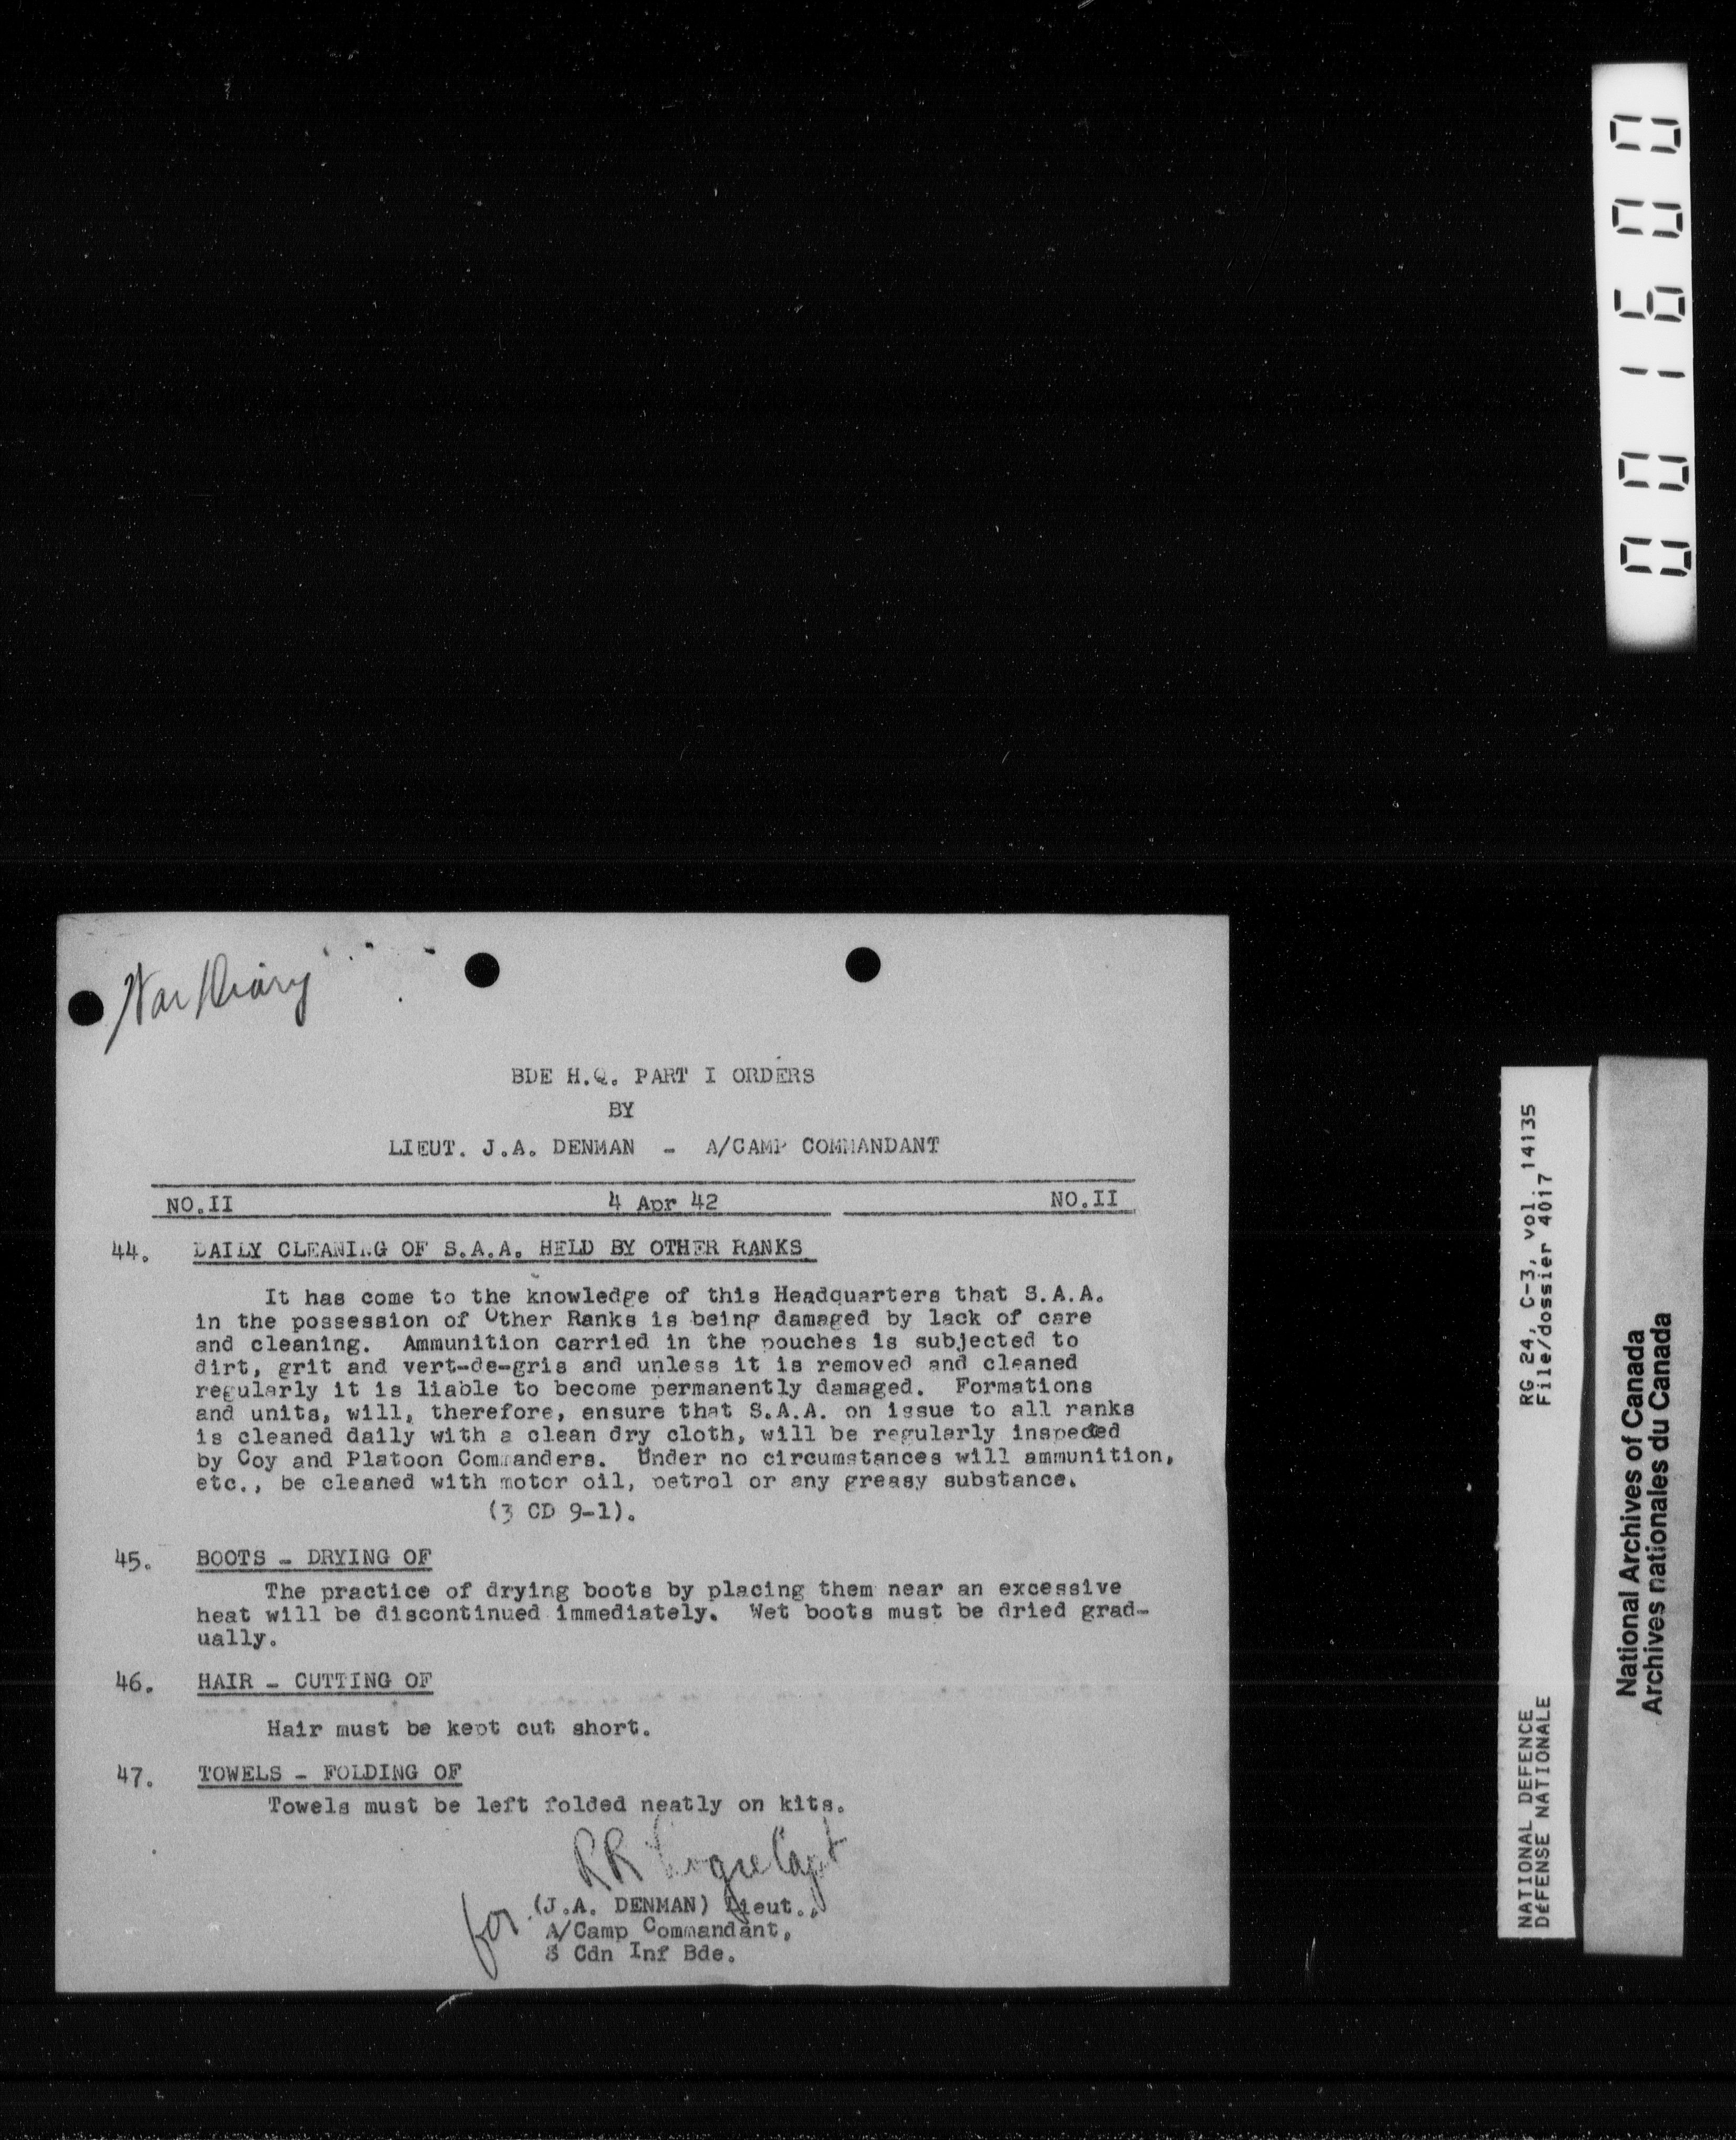 War Diary
BDE H.Q. PART I ORDERS
BY
LIEUT. J.A. DENMAN - A/CAMP COMMANDANT
NO.II 4 Apr 42 NO.II
44. DAILY CLEANING OF S.A.A. HELD BY OTHER RANKS
It has come to the knowledge of this Headquarters that S.A.A.
in the possession of Other Ranks is being damaged by lack of care
and cleaning. Ammunition carried in the pouches is subjected to
dirt, grit and vert-de-gris and unless it is removed and cleaned
regularly it is liable to become permanently damaged. Formations
and units, will, therefore, ensure that S.A.A. on issue to all ranks
is cleaned daily with a clean dry cloth, will be regularly inspected
by Coy and Platoon Commanders. Under no circumstances will ammunition,
etc., be cleaned with motor oil, petrol or any greasy substance.
(3 CD 9-1).
45. BOOTS - DRYING OF
The practice of drying boots by placing them near an excessive
heat will be discontinued immediately. Wet boots must be dried grad-
ually.
46. HAIR - CUTTING OF
Hair must be kept cut short.
47. TOWELS - FOLDING OF
Towels must be left folded neatly on kits.
RR Capt
for (J.A. DENMAN) Lieut.,
A/Camp Commandant,
Cdn Inf Bde.
001600
RG 24, C-3, vol. 14135
File/dossier 4017
NATIONAL DEFENCE
DÉFENSE NATIONALE
National Archives of Canada
Archives nationales du Canada